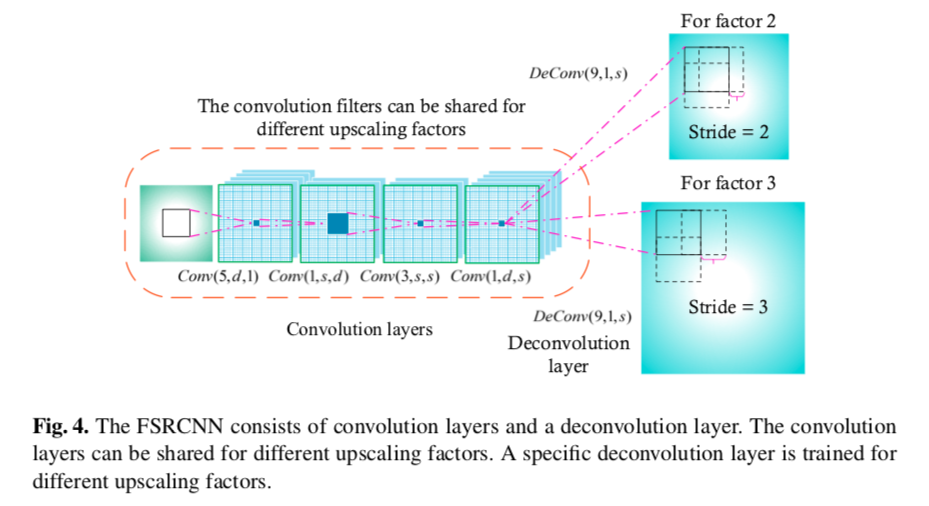 For factor 2
DeConv(9,1,s)
The convolution filters can be shared for
different upscaling factors
Stride = 2
For factor 3
Conv(5,d,1) Conv(1,s,d) Conv(3,s,s) Conv(1,d,s)
Stride = 3
DeConv(9,1,s)
Convolution layers
Deconvolution
layer
Fig. 4. The FSRCNN consists of convolution layers and a deconvolution layer. The convolution
layers can be shared for different upscaling factors. A specific deconvolution layer is trained for
different upscaling factors.